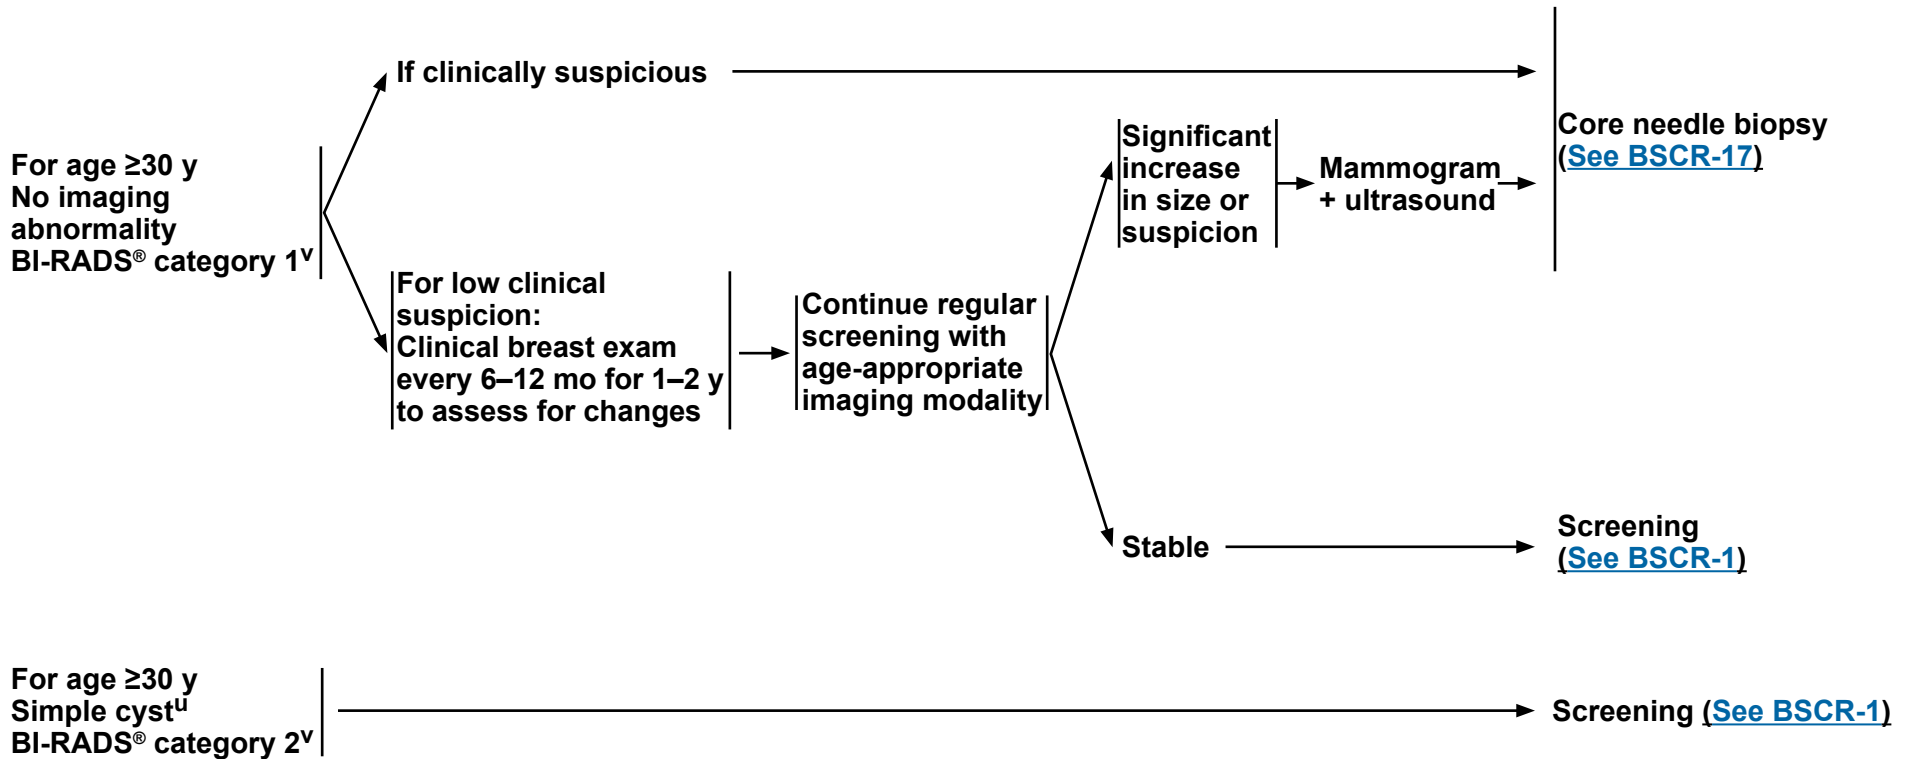 If clinically suspicious
For age ≥30 y
No imaging
abnormality
BI-RADS® category 1ᵛ
For low clinical
suspicion:
Clinical breast exam
every 6–12 mo for 1–2 y
to assess for changes
Continue regular
screening with
age-appropriate
imaging modality
Significant
increase
in size or
suspicion
Mammogram
+ ultrasound
Core needle biopsy
(See BSCR-17)
Stable
Screening
(See BSCR-1)
For age ≥30 y
Simple cystᵘ
BI-RADS® category 2ᵛ
Screening (See BSCR-1)